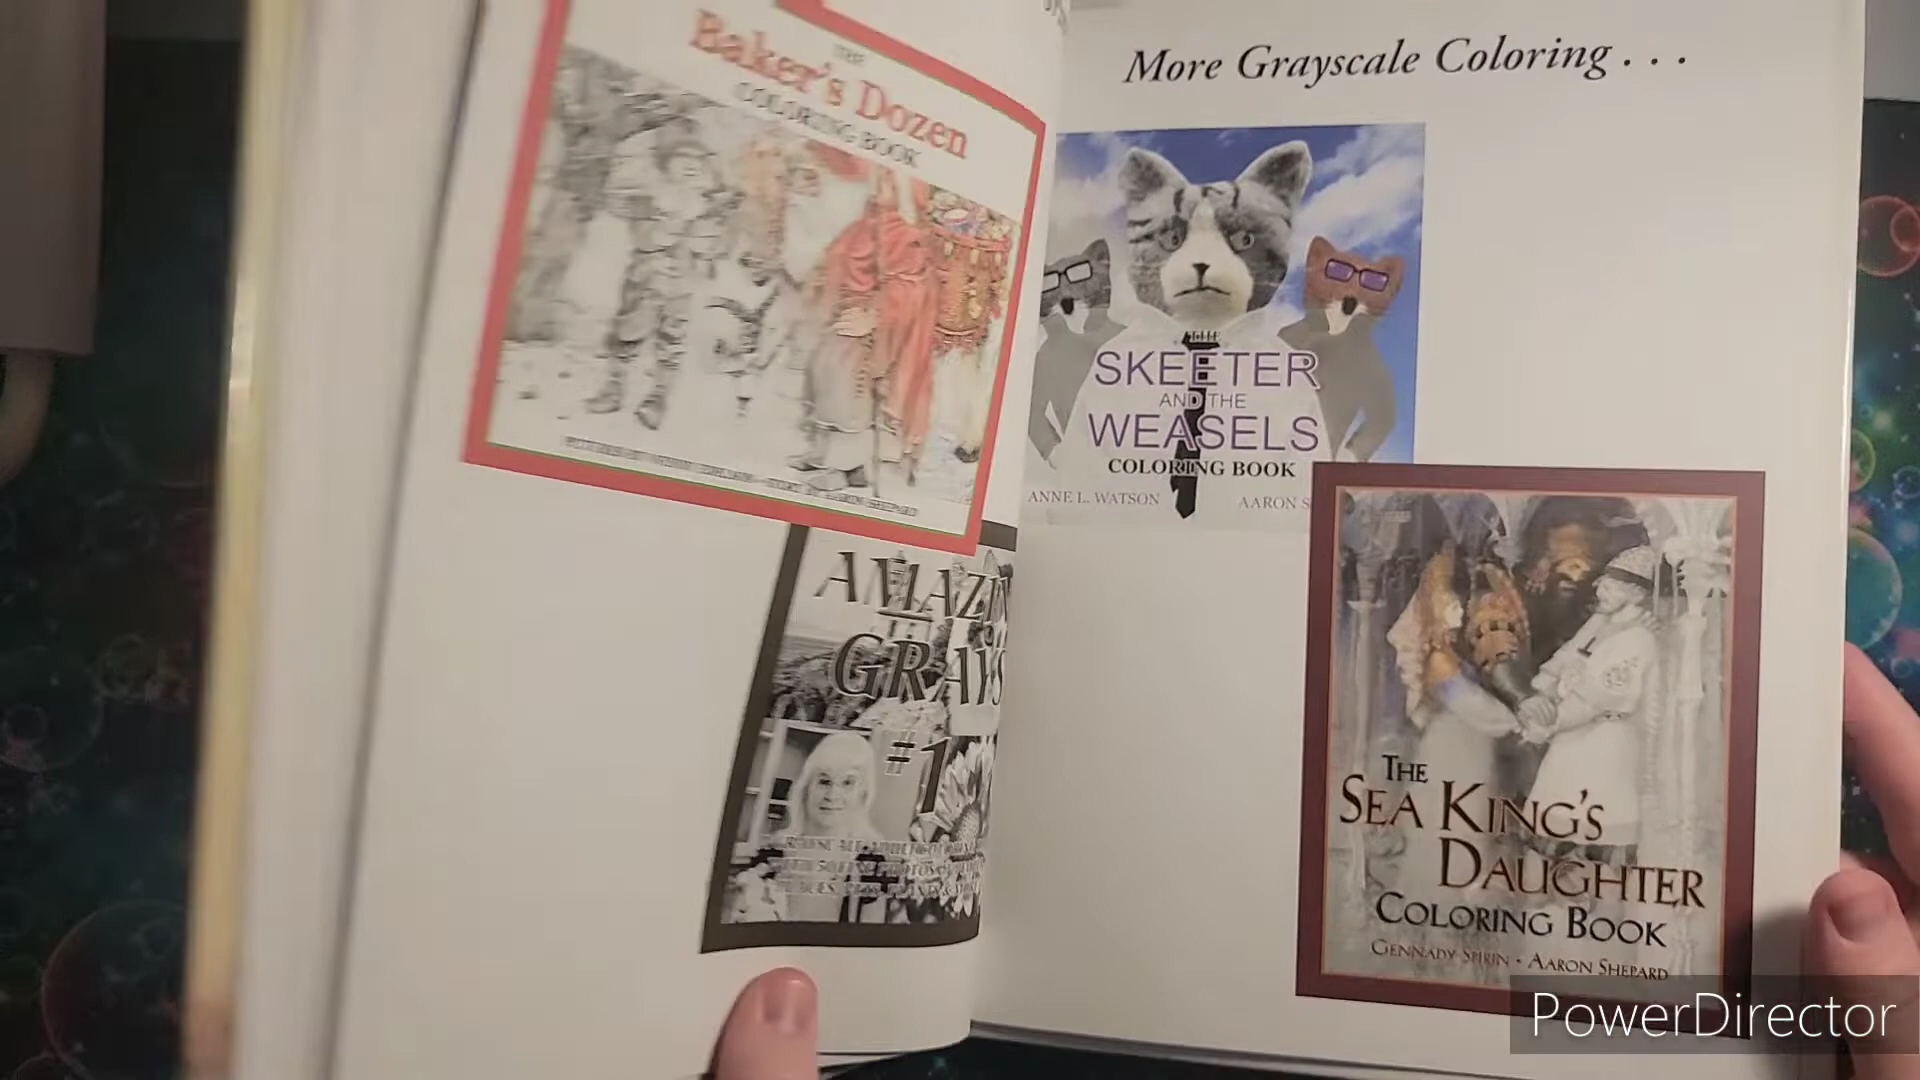 THE
Baker's Dozen
COLORING BOOK
AMAZIN
GRAYS
#1
More Grayscale Coloring . . .
THE
SKEETER
AND THE
WEASELS
COLORING BOOK
ANNE L. WATSON AARON S
THE
SEA KING'S
DAUGHTER
COLORING BOOK
GENNADY SPIRIN • AARON SHEPARD
PowerDirector